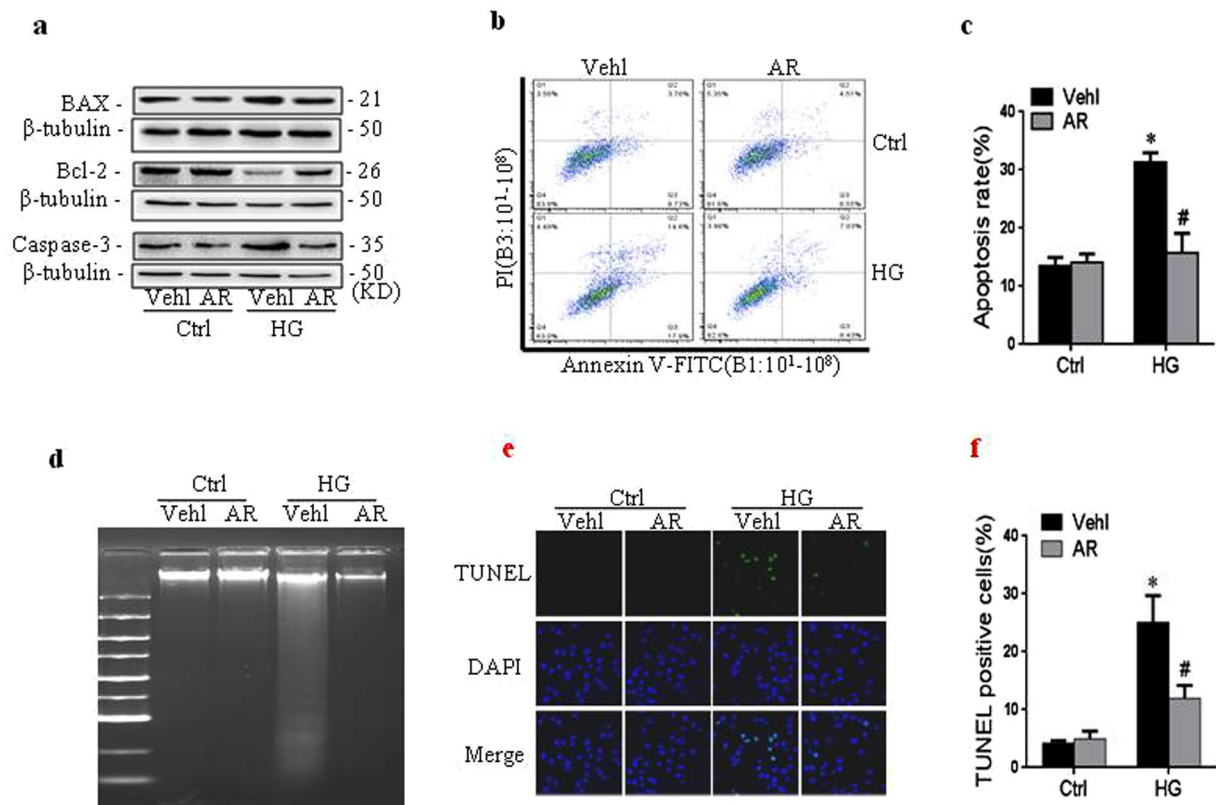 a
BAX - - 21
β-tubulin - - 50
Bcl-2 - - 26
β-tubulin - - 50
Caspase-3 - - 35
β-tubulin - - 50
(KD)
Vehl AR Vehl AR
Ctrl HG
b
Vehl AR
Ctrl
HG
PI(B3:10¹-10⁸)
Annexin V-FITC(B1:10¹-10⁸)
c
Vehl
AR
Apoptosis rate(%)
40
30
20
10
0
*
#
Ctrl HG
d
Ctrl HG
Vehl AR Vehl AR
e
Ctrl HG
Vehl AR Vehl AR
TUNEL
DAPI
Merge
f
Vehl
AR
TUNEL positive cells(%)
40
30
20
10
0
*
#
Ctrl HG